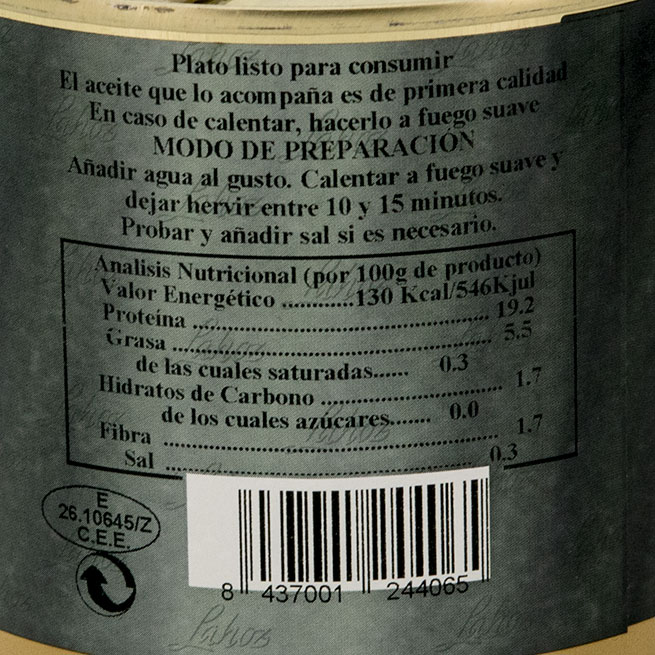 Plato listo para consumir
El aceite que lo acompaña es de primera calidad
En caso de calentar, hacerlo a fuego suave
MODO DE PREPARACIÓN
Añadir agua al gusto. Calentar a fuego suave y
dejar hervir entre 10 y 15 minutos.
Probar y añadir sal si es necesario.
Analisis Nutricional (por 100g de producto)
Valor Energético ............130 Kcal/546Kjul
Proteína ........................................ 19.2
Grasa ........................................... 5.5
de las cuales saturadas...... 0.3
Hidratos de Carbono ...................... 1.7
de los cuales azúcares....... 0.0
Fibra ............................................. 1.7
Sal ............................................ 0.3
E
26.10645/Z
C.E.E.
8 437001 244065
Lahoz